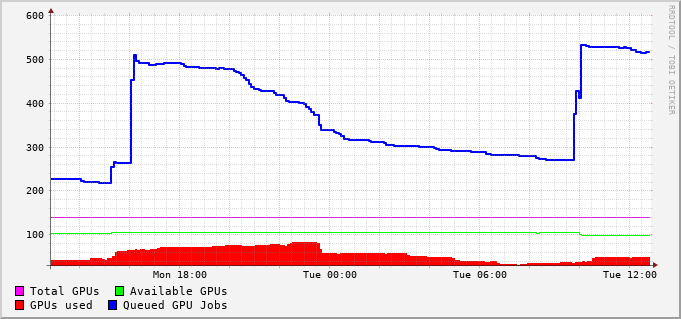 600
500
400
300
200
100
Mon 18:00 Tue 00:00 Tue 06:00 Tue 12:00
Total GPUs Available GPUs
GPUs used Queued GPU Jobs
RRDTOOL / TOBI OETIKER